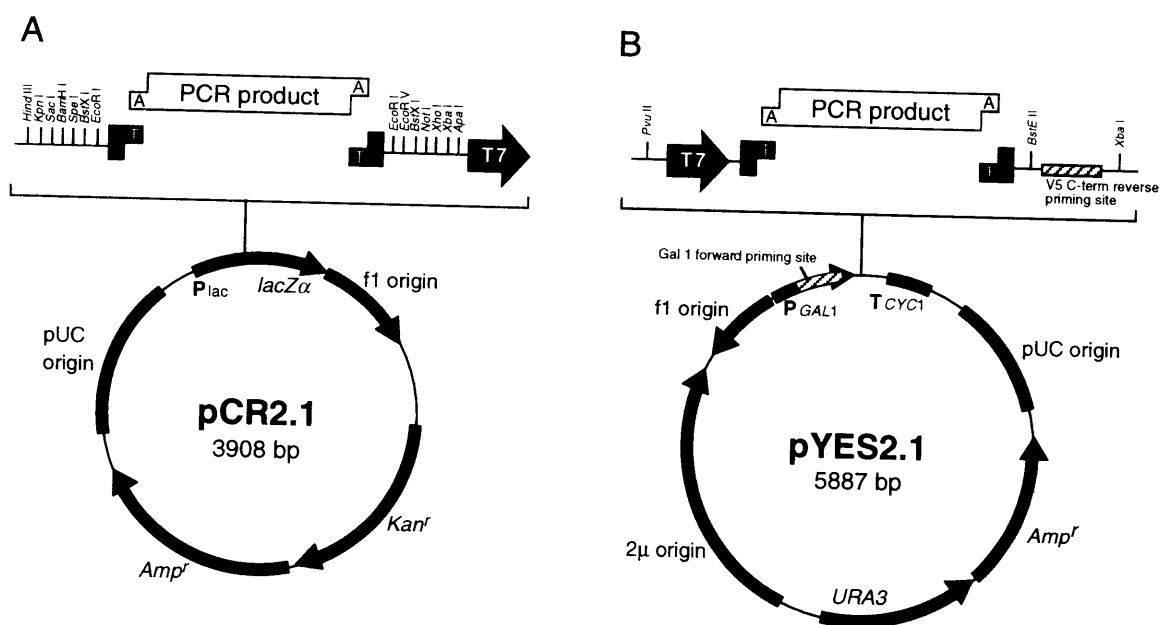 A
Hind III
Kpn I
Sac I
BamH I
Spe I
BstX I
EcoR I
A
PCR product
A
T
T
EcoR I
EcoR V
BstX I
Not I
Xho I
Xba I
Apa I
T7
Plac
lacZα
f1 origin
pUC
origin
pCR2.1
3908 bp
Kanr
Ampr
B
Pvu II
T7
A
PCR product
A
T
T
BstE II
Xba I
V5 C-term reverse
priming site
Gal 1 forward priming site
f1 origin
PGAL1
TCYC1
pUC origin
pYES2.1
5887 bp
2μ origin
Ampr
URA3